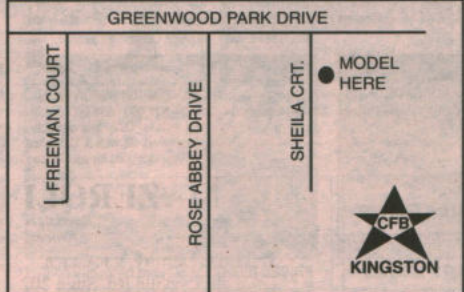 GREENWOOD PARK DRIVE
FREEMAN COURT
ROSE ABBEY DRIVE
SHEILA CRT.
MODEL
HERE
CFB
KINGSTON